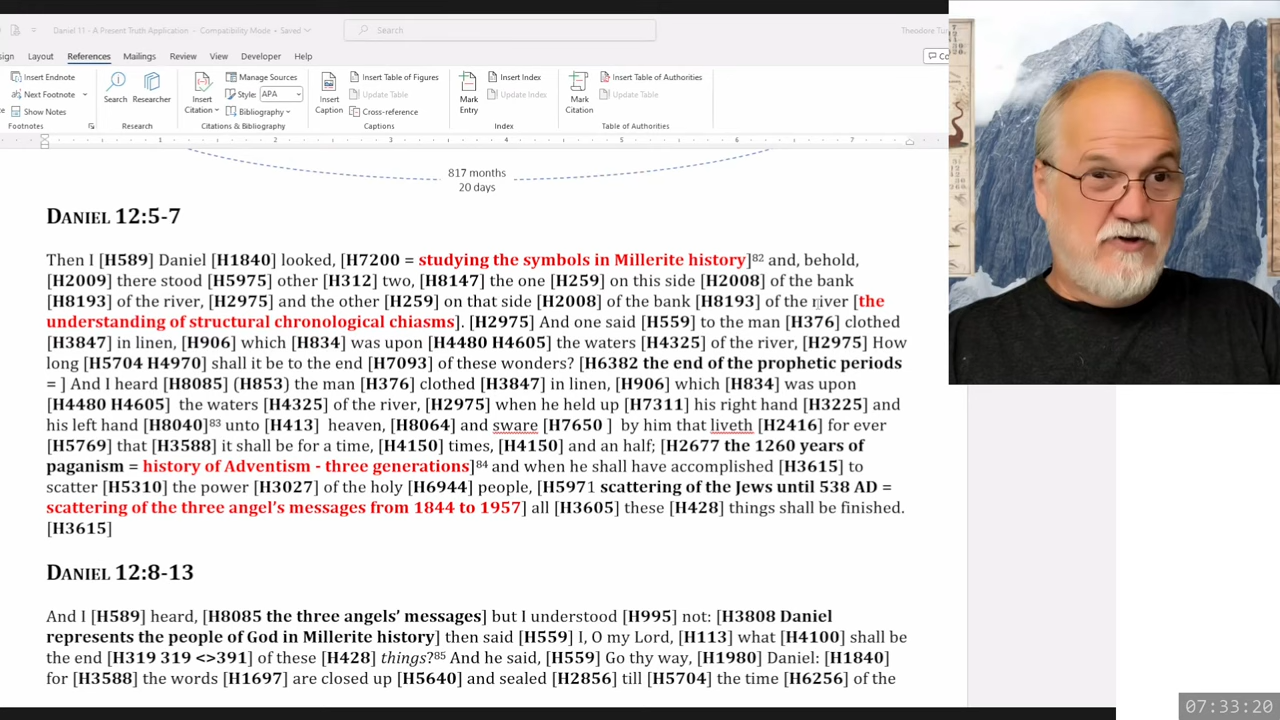 Daniel 11 - A Present Truth Application - Compatibility Mode • Saved
Search
Theodore Tur
sign Layout References Mailings Review View Developer Help
Co
Insert Endnote
Next Footnote
Show Notes
Footnotes
Search
Researcher
Research
Insert
Citation
Manage Sources
Style: APA
Bibliography
Citations & Bibliography
Insert
Caption
Insert Table of Figures
Update Table
Cross-reference
Captions
Mark
Entry
Insert Index
Update Index
Index
Mark
Citation
Insert Table of Authorities
Update Table
Table of Authorities
1 2 3 4 5 6 7
817 months
20 days
DANIEL 12:5-7
Then I [H589] Daniel [H1840] looked, [H7200 = studying the symbols in Millerite history]82 and, behold,
[H2009] there stood [H5975] other [H312] two, [H8147] the one [H259] on this side [H2008] of the bank
[H8193] of the river, [H2975] and the other [H259] on that side [H2008] of the bank [H8193] of the river [the
understanding of structural chronological chiasms]. [H2975] And one said [H559] to the man [H376] clothed
[H3847] in linen, [H906] which [H834] was upon [H4480 H4605] the waters [H4325] of the river, [H2975] How
long [H5704 H4970] shall it be to the end [H7093] of these wonders? [H6382 the end of the prophetic periods
= ] And I heard [H8085] (H853) the man [H376] clothed [H3847] in linen, [H906] which [H834] was upon
[H4480 H4605] the waters [H4325] of the river, [H2975] when he held up [H7311] his right hand [H3225] and
his left hand [H8040]83 unto [H413] heaven, [H8064] and sware [H7650 ] by him that liveth [H2416] for ever
[H5769] that [H3588] it shall be for a time, [H4150] times, [H4150] and an half; [H2677 the 1260 years of
paganism = history of Adventism - three generations]84 and when he shall have accomplished [H3615] to
scatter [H5310] the power [H3027] of the holy [H6944] people, [H5971 scattering of the Jews until 538 AD =
scattering of the three angel's messages from 1844 to 1957] all [H3605] these [H428] things shall be finished.
[H3615]
DANIEL 12:8-13
And I [H589] heard, [H8085 the three angels' messages] but I understood [H995] not: [H3808 Daniel
represents the people of God in Millerite history] then said [H559] I, O my Lord, [H113] what [H4100] shall be
the end [H319 319 <>391] of these [H428] things?85 And he said, [H559] Go thy way, [H1980] Daniel: [H1840]
for [H3588] the words [H1697] are closed up [H5640] and sealed [H2856] till [H5704] the time [H6256] of the
07:33:20